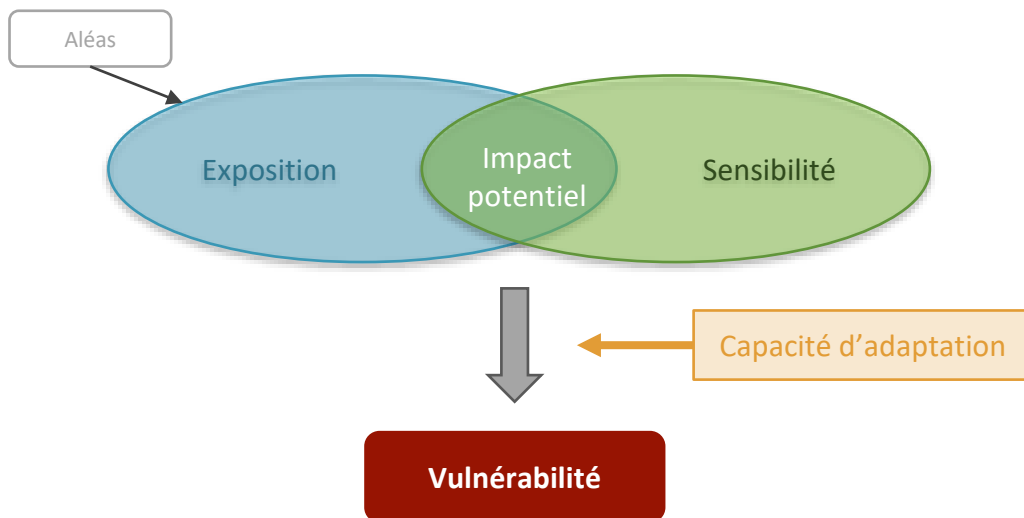 Aléas
Exposition
Impact
potentiel
Sensibilité
Capacité d’adaptation
Vulnérabilité